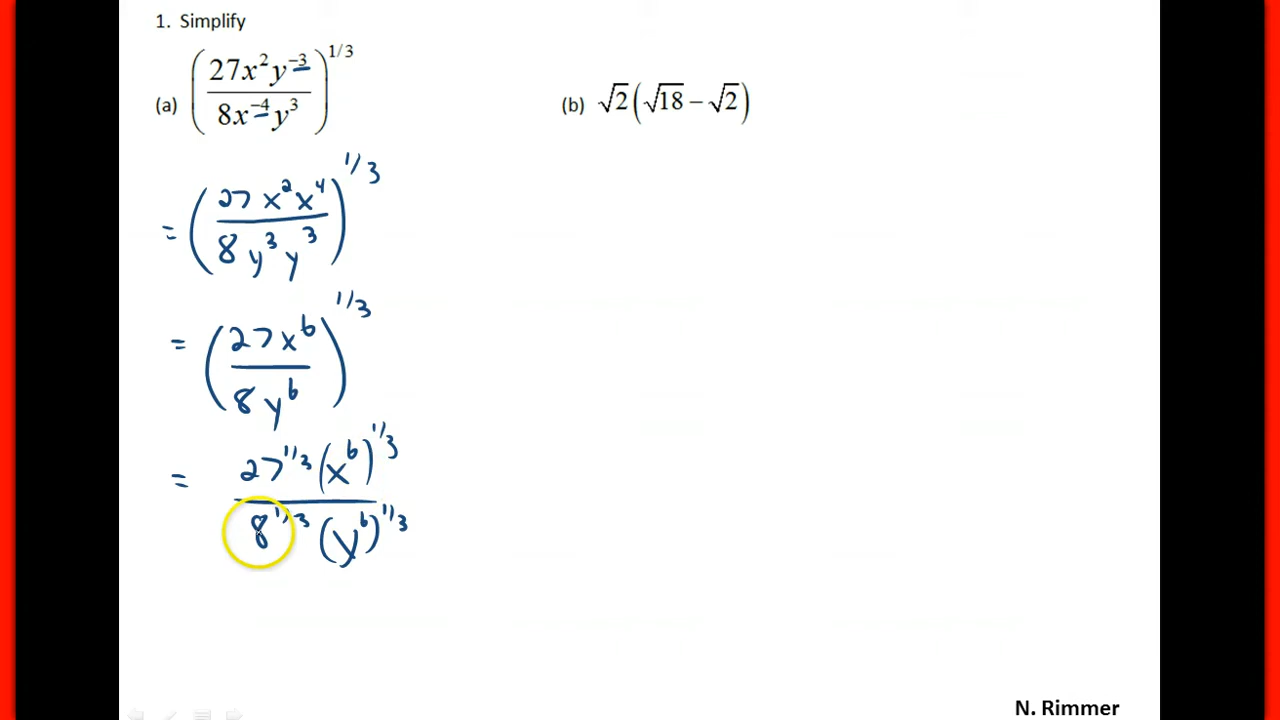 1. Simplify
(a) (27x²y⁻³ / 8x⁻⁴y³)^1/3
(b) √2(√18 − √2)
= (27x²x⁴ / 8y³y³)^1/3
= (27x⁶ / 8y⁶)^1/3
= 27^1/3 (x⁶)^1/3 / 8^1/3 (y⁶)^1/3
N. Rimmer